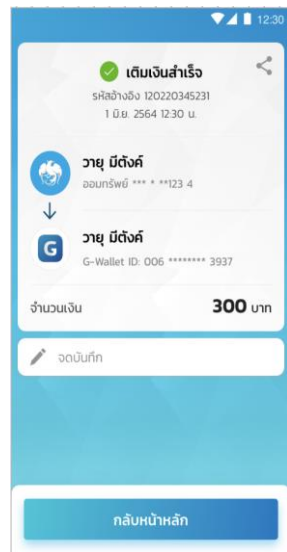 12:30
เติมเงินสำเร็จ
รหัสอ้างอิง 120220345231
1 มิ.ย. 2564 12:30 น.
วายุ มีตังค์
ออมทรัพย์ *** * **123 4
วายุ มีตังค์
G
G-Wallet ID: 006 ******** 3937
จำนวนเงิน 300 บาท
จดบันทึก
กลับหน้าหลัก